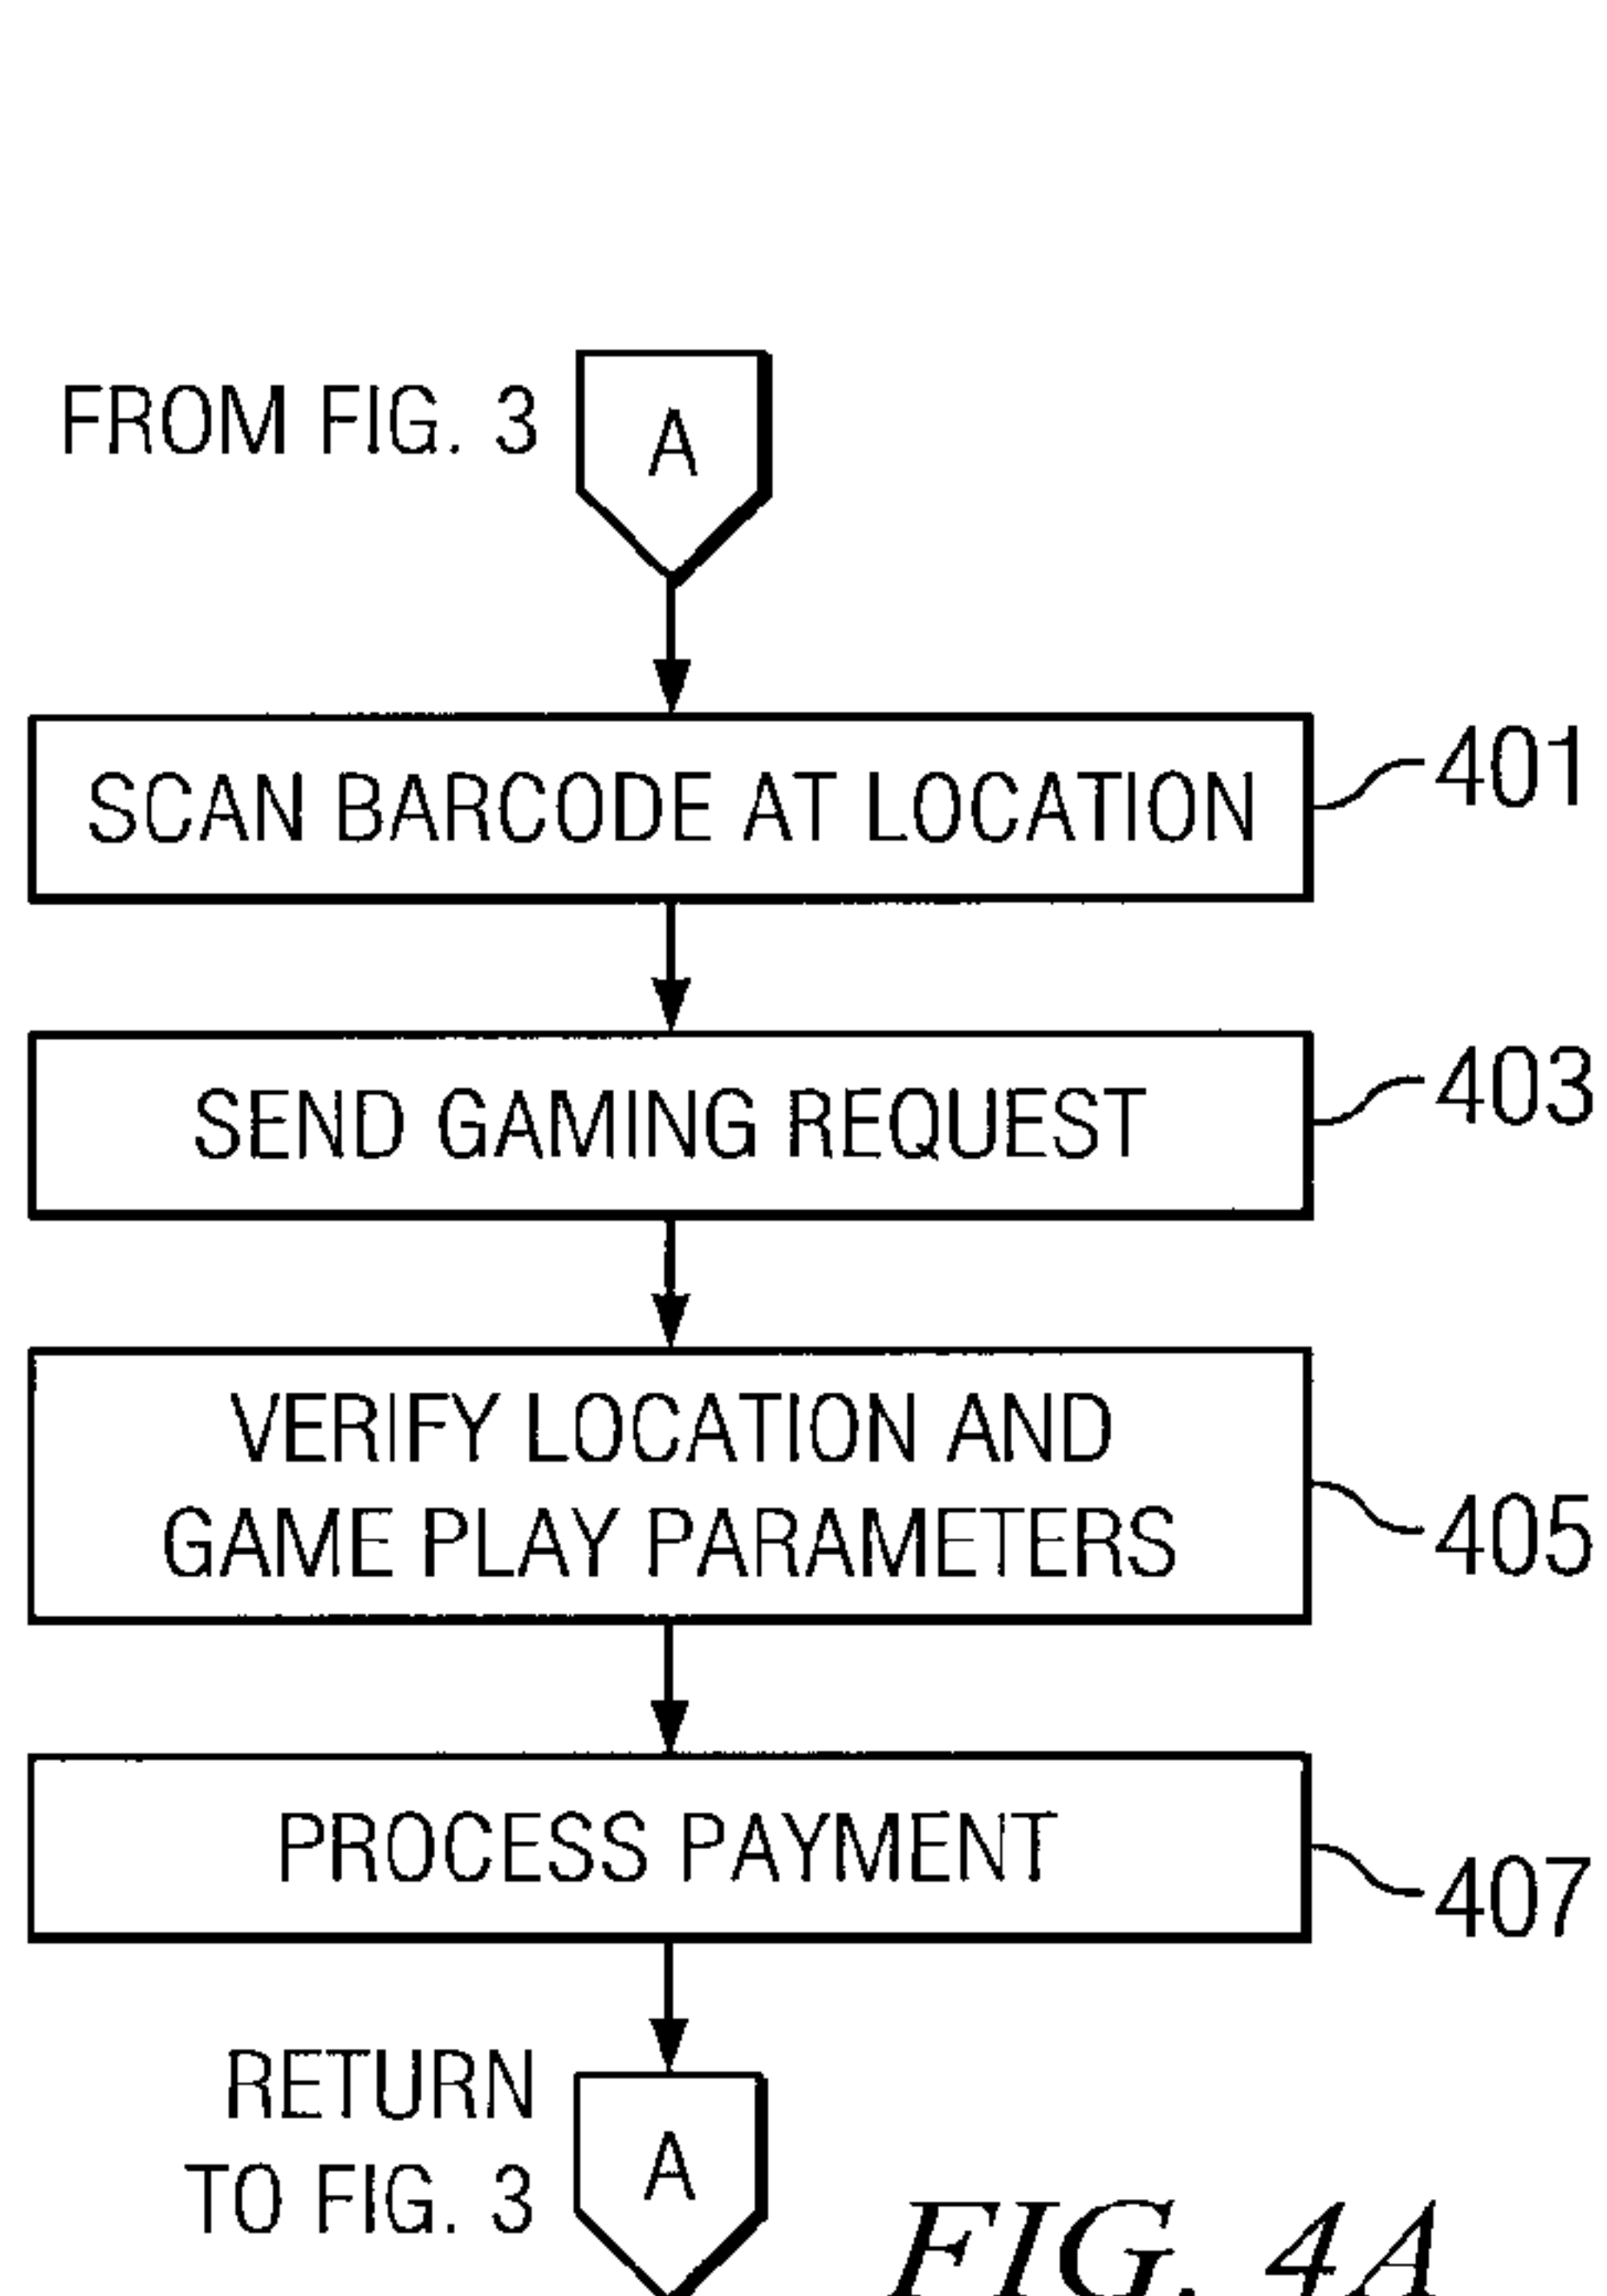 FROM FIG. 3
A
SCAN BARCODE AT LOCATION
401
SEND GAMING REQUEST
403
VERIFY LOCATION AND
GAME PLAY PARAMETERS
405
PROCESS PAYMENT
407
RETURN
TO FIG. 3
A
FIG. 4A